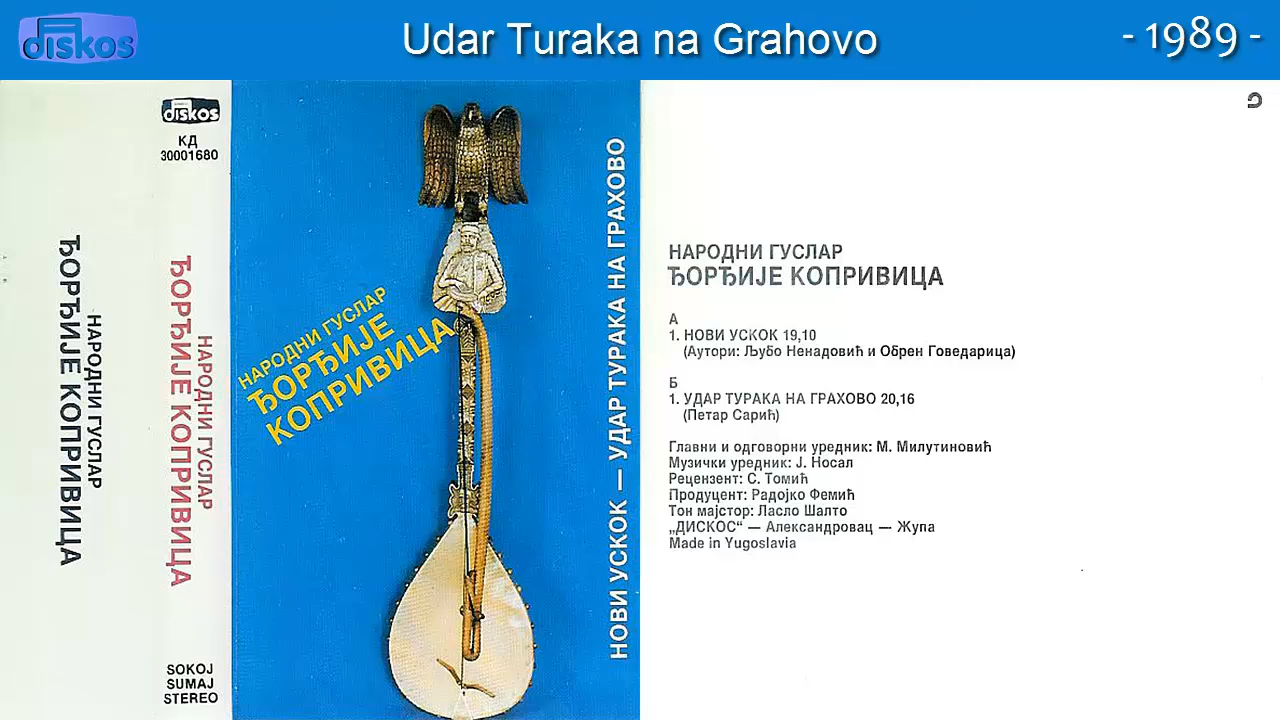 diskos
Udar Turaka na Grahovo
- 1989 -
diskos
КД
30001680
НАРОДНИ ГУСЛАР
ЂОРЂИЈЕ КОПРИВИЦА
НАРОДНИ ГУСЛАР
ЂОРЂИЈЕ КОПРИВИЦА
SOKOJ
SUMAJ
STEREO
НАРОДНИ ГУСЛАР
ЂОРЂИЈЕ
КОПРИВИЦА
НОВИ УСКОК — УДАР ТУРАКА НА ГРАХОВО
НАРОДНИ ГУСЛАР
ЂОРЂИЈЕ КОПРИВИЦА
А
1. НОВИ УСКОК 19,10
(Аутори: Љубо Ненадовић и Обрен Говедарица)
Б
1. УДАР ТУРАКА НА ГРАХОВО 20,16
(Петар Сарић)
Главни и одговорни уредник: М. Милутиновић
Музички уредник: Ј. Носал
Рецензент: С. Томић
Продуцент: Радојко Фемић
Тон мајстор: Ласло Шалто
„ДИСКОС“ — Александровац — Жупа
Made in Yugoslavia